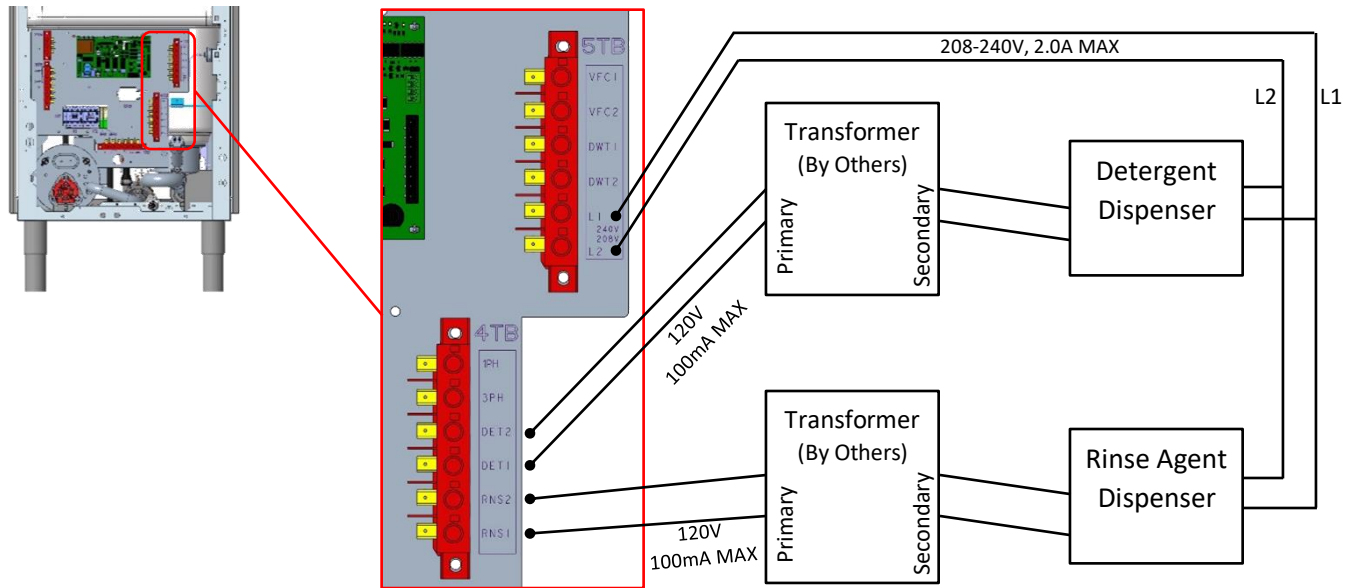 5TB
VFC1
VFC2
DWT1
DWT2
L1
240V
208V
L2
4TB
1PH
3PH
DET2
DET1
RNS2
RNS1
208-240V, 2.0A MAX
L2
L1
Transformer
(By Others)
Primary
Secondary
Detergent
Dispenser
120V
100mA MAX
Transformer
(By Others)
Primary
Secondary
Rinse Agent
Dispenser
120V
100mA MAX